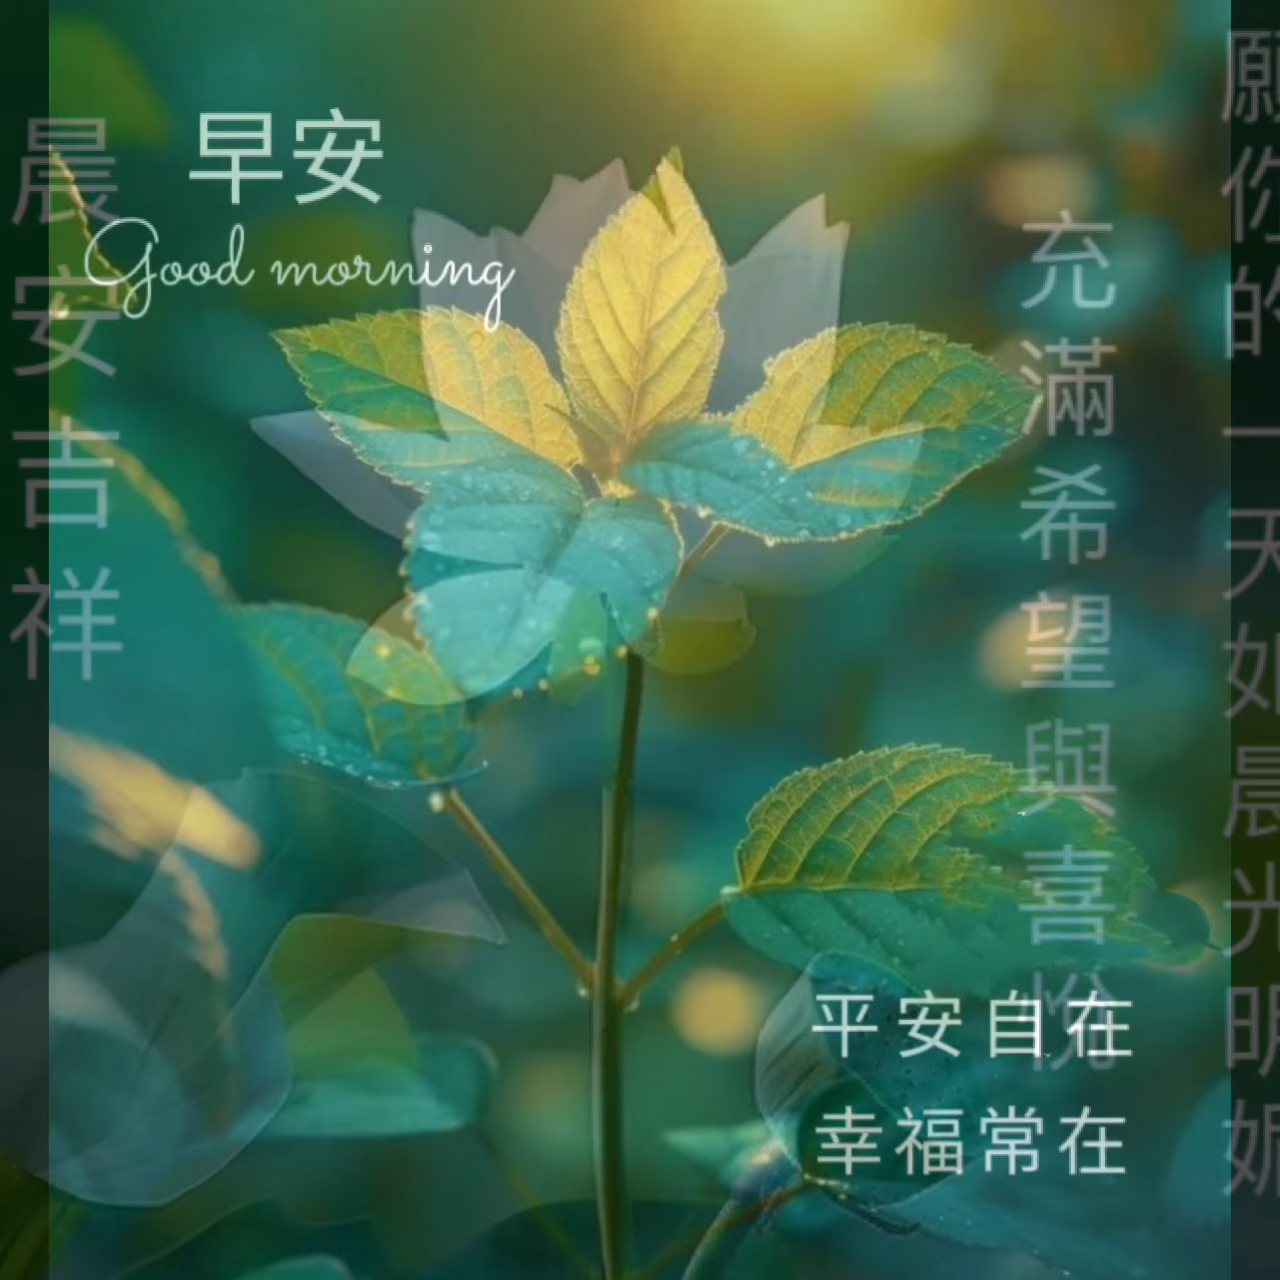 早安
Good morning
晨安吉祥
願你的一天如晨光明媚
充滿希望與喜悅
平安自在
幸福常在